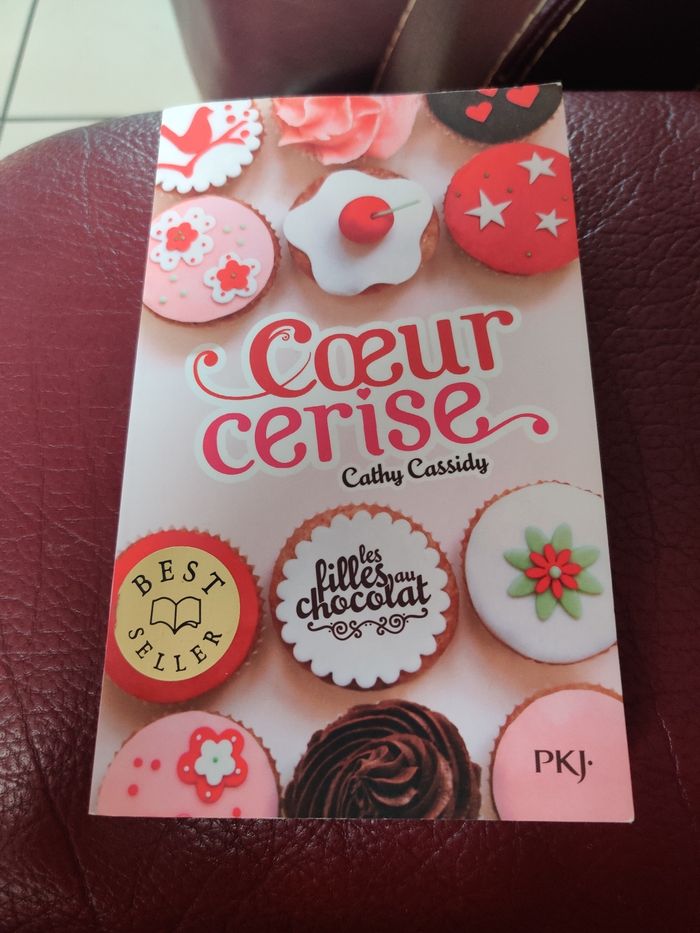 Cœur
cerise
Cathy Cassidy
BEST
SELLER
les
filles au
chocolat
PKJ.